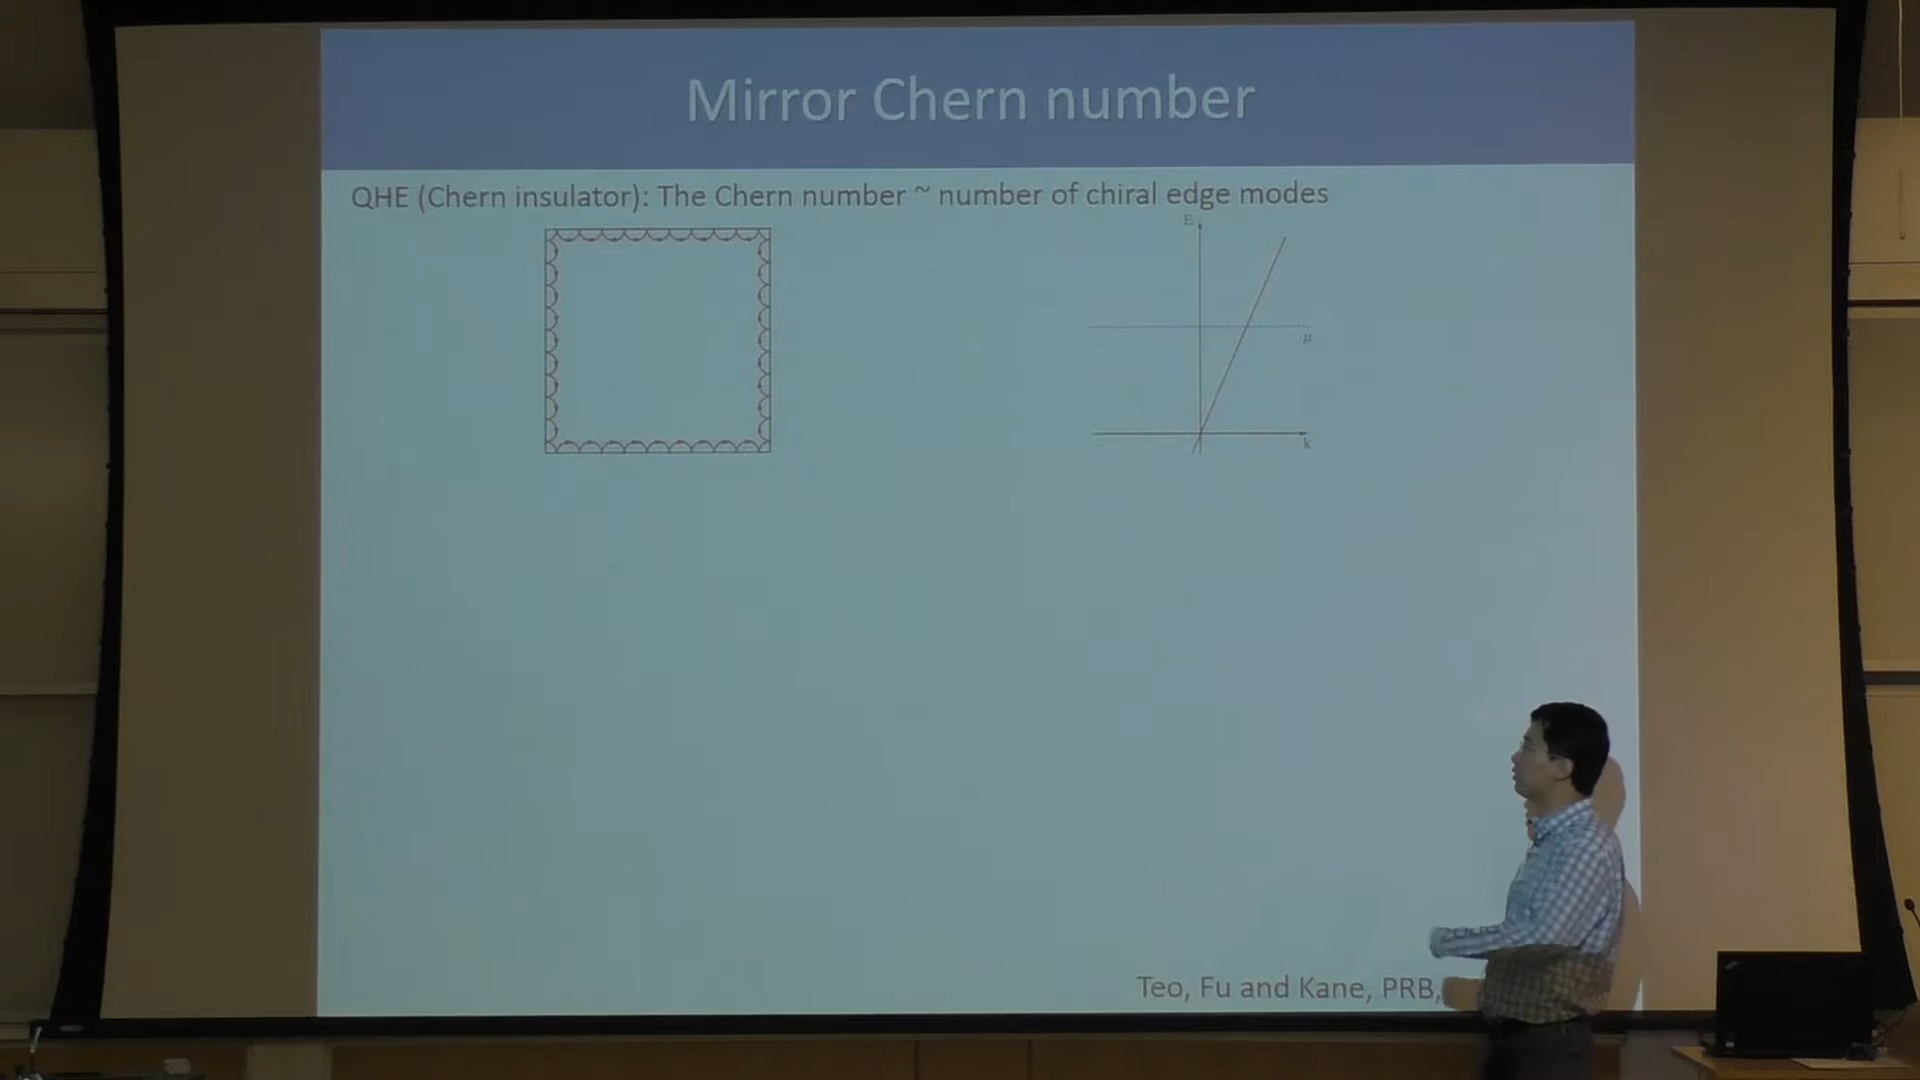 Mirror Chern number
QHE (Chern insulator): The Chern number ~ number of chiral edge modes
E
μ
k
Teo, Fu and Kane, PRB,